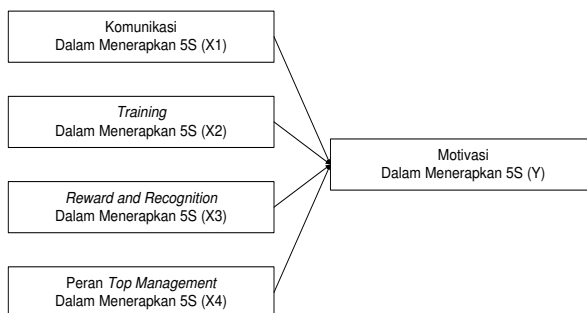 Komunikasi
Dalam Menerapkan 5S (X1)
Training
Dalam Menerapkan 5S (X2)
Motivasi
Dalam Menerapkan 5S (Y)
Reward and Recognition
Dalam Menerapkan 5S (X3)
Peran Top Management
Dalam Menerapkan 5S (X4)